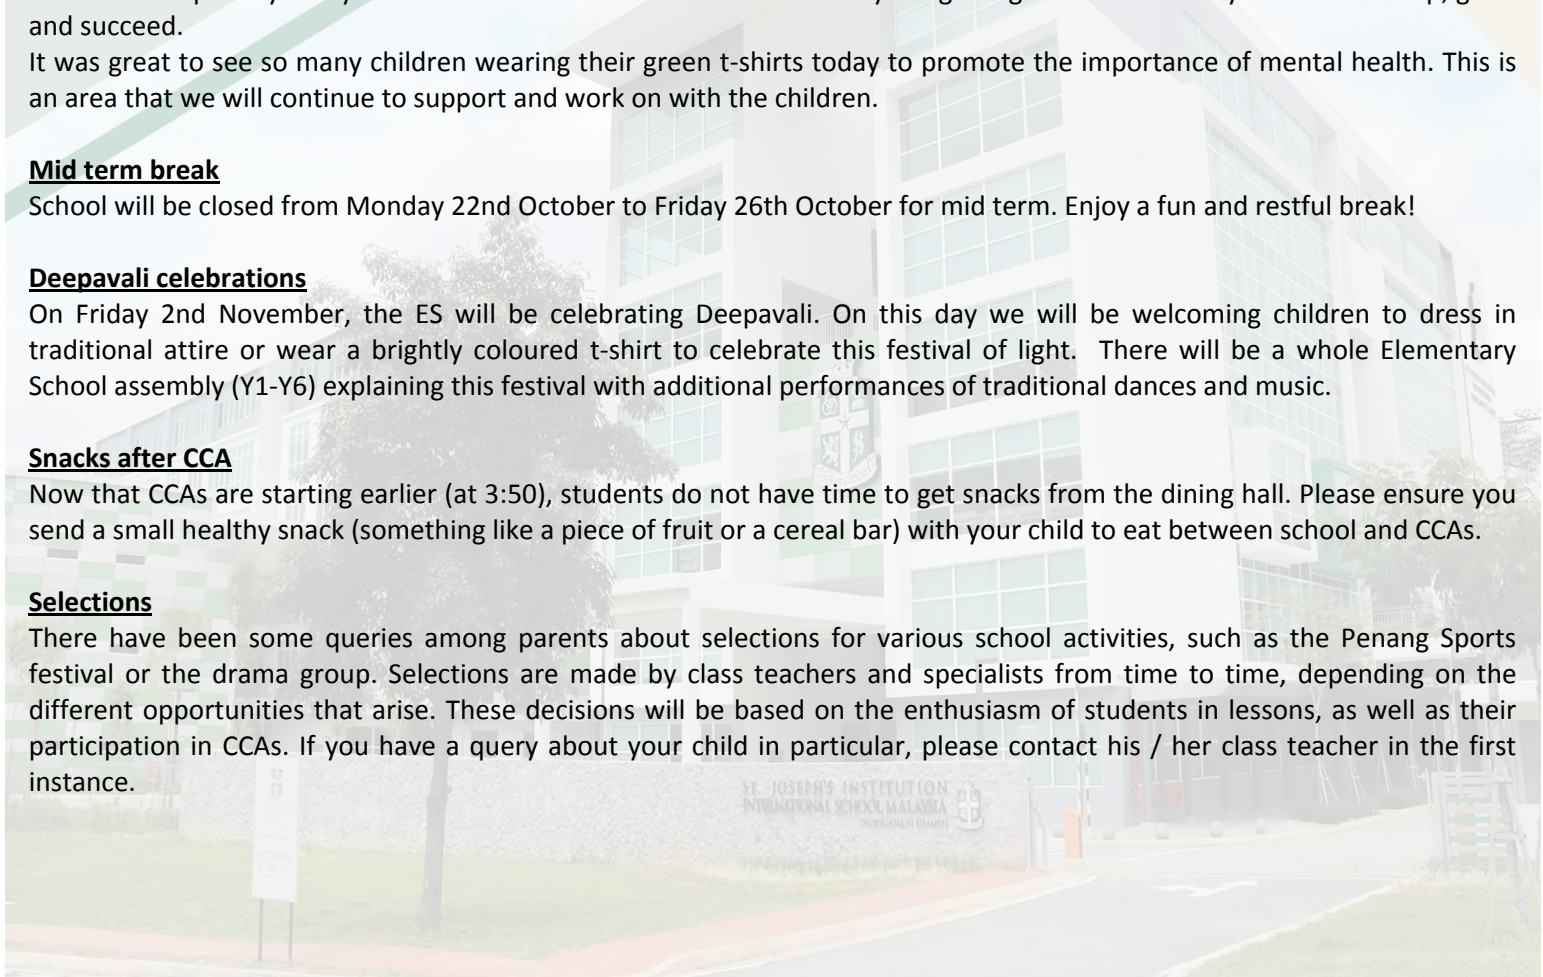 and succeed.
It was great to see so many children wearing their green t-shirts today to promote the importance of mental health. This is
an area that we will continue to support and work on with the children.
Mid term break
School will be closed from Monday 22nd October to Friday 26th October for mid term. Enjoy a fun and restful break!
Deepavali celebrations
On Friday 2nd November, the ES will be celebrating Deepavali. On this day we will be welcoming children to dress in
traditional attire or wear a brightly coloured t-shirt to celebrate this festival of light. There will be a whole Elementary
School assembly (Y1-Y6) explaining this festival with additional performances of traditional dances and music.
Snacks after CCA
Now that CCAs are starting earlier (at 3:50), students do not have time to get snacks from the dining hall. Please ensure you
send a small healthy snack (something like a piece of fruit or a cereal bar) with your child to eat between school and CCAs.
Selections
There have been some queries among parents about selections for various school activities, such as the Penang Sports
festival or the drama group. Selections are made by class teachers and specialists from time to time, depending on the
different opportunities that arise. These decisions will be based on the enthusiasm of students in lessons, as well as their
participation in CCAs. If you have a query about your child in particular, please contact his / her class teacher in the first
instance.
ST. JOSEPH'S INSTITUTION
INTERNATIONAL SCHOOL MALAYSIA
TROPICANA PJ CAMPUS